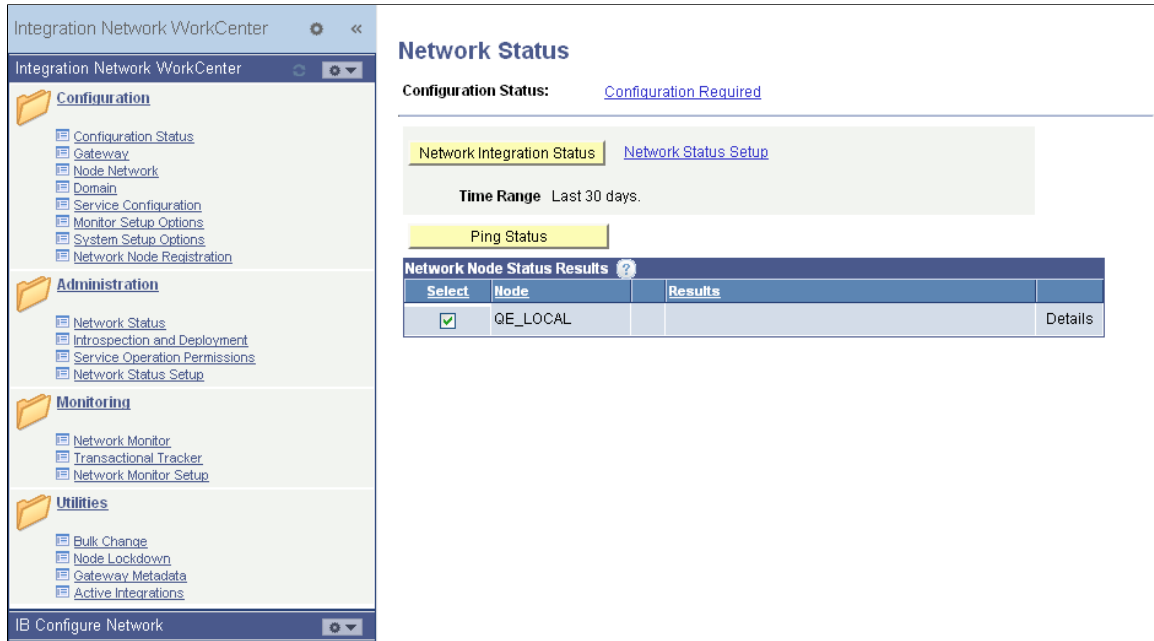 Integration Network WorkCenter
«
Integration Network WorkCenter
Configuration
Configuration Status
Gateway
Node Network
Domain
Service Configuration
Monitor Setup Options
System Setup Options
Network Node Registration
Administration
Network Status
Introspection and Deployment
Service Operation Permissions
Network Status Setup
Monitoring
Network Monitor
Transactional Tracker
Network Monitor Setup
Utilities
Bulk Change
Node Lockdown
Gateway Metadata
Active Integrations
IB Configure Network
Network Status
Configuration Status: Configuration Required
Network Integration Status Network Status Setup
Time Range Last 30 days.
Ping Status
Network Node Status Results ?
Select Node Results
QE_LOCAL Details